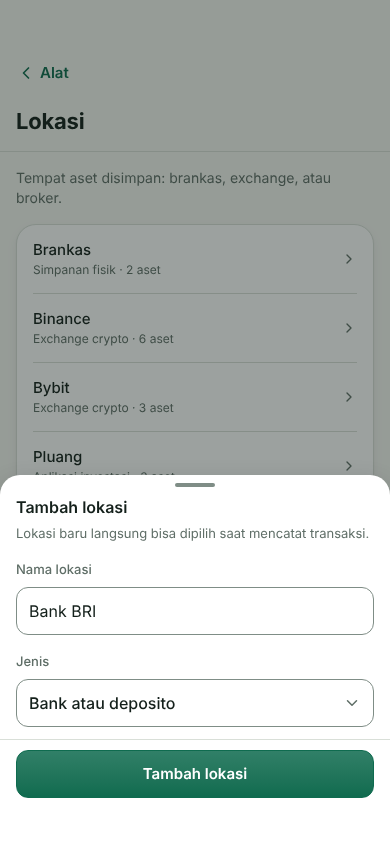 Alat
Lokasi
Tempat aset disimpan: brankas, exchange, atau
broker.
Brankas
Simpanan fisik · 2 aset
Binance
Exchange crypto · 6 aset
Bybit
Exchange crypto · 3 aset
Pluang
Tambah lokasi
Lokasi baru langsung bisa dipilih saat mencatat transaksi.
Nama lokasi
Bank BRI
Jenis
Bank atau deposito
Tambah lokasi